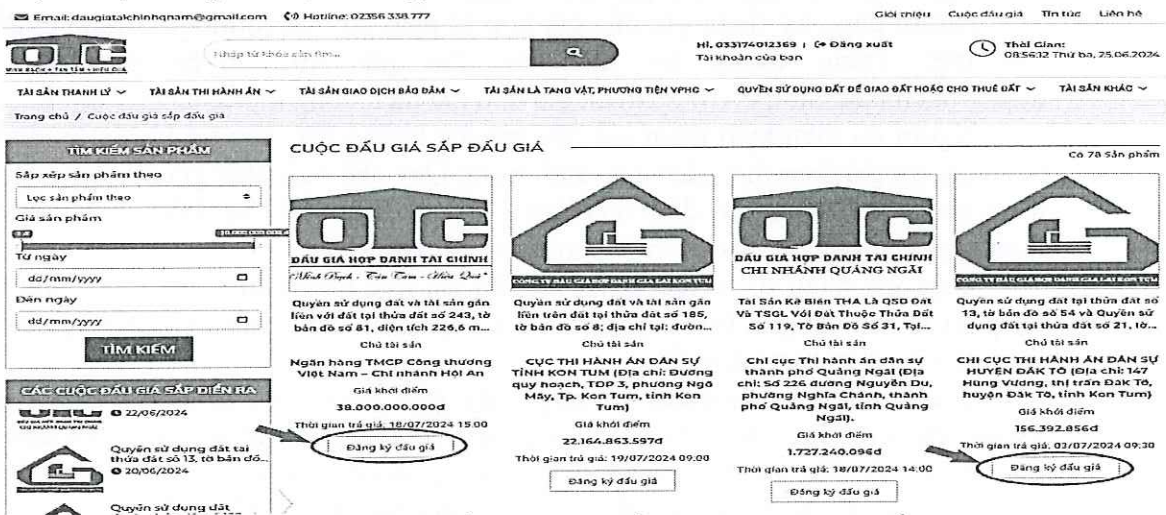 Email: daugiataichinhqnam@gmail.com Hotline: 02356 338 777
Giới thiệu Cuộc đấu giá Tin tức Liên hệ
OTC
MINH BẠCH • TẬN TÂM • HIỆU QUẢ
Nhập từ khóa cần tìm...
Hi, 033174012369 | Đăng xuất
Tài khoản của bạn
Thời Gian:
08:56:12 Thứ ba, 25.06.2024
TÀI SẢN THANH LÝ TÀI SẢN THI HÀNH ÁN TÀI SẢN GIAO DỊCH BẢO ĐẢM TÀI SẢN LÀ TANG VẬT, PHƯƠNG TIỆN VPHC QUYỀN SỬ DỤNG ĐẤT ĐỂ GIAO ĐẤT HOẶC CHO THUÊ ĐẤT TÀI SẢN KHÁC
Trang chủ / Cuộc đấu giá sắp đấu giá
TÌM KIẾM SẢN PHẨM
Sắp xếp sản phẩm theo
Lọc sản phẩm theo
Giá sản phẩm
Từ ngày
dd/mm/yyyy
Đến ngày
dd/mm/yyyy
TÌM KIẾM
CÁC CUỘC ĐẤU GIÁ SẮP DIỄN RA
22/06/2024
Quyền sử dụng đất tại
thửa đất số 13, tờ bản đồ...
20/06/2024
Quyền sử dụng đất
CUỘC ĐẤU GIÁ SẮP ĐẤU GIÁ
Có 78 Sản phẩm
OTC
ĐẤU GIÁ HỢP DANH TÀI CHÍNH
"Minh Bạch - Tận Tâm - Hiệu Quả"
Quyền sử dụng đất và tài sản gắn
liền với đất tại thửa đất số 243, tờ
bản đồ số 81, diện tích 226,6 m...
Chủ tài sản
Ngân hàng TMCP Công thương
Việt Nam – Chi nhánh Hội An
Giá khởi điểm
38.000.000.000đ
Thời gian trả giá: 18/07/2024 15:00
Đăng ký đấu giá
CÔNG TY ĐẤU GIÁ HỢP DANH GIA LAI KON TUM
Quyền sử dụng đất và tài sản gắn
liền trên đất tại thửa đất số 185,
tờ bản đồ số 8; địa chỉ tại: đườn...
Chủ tài sản
CỤC THI HÀNH ÁN DÂN SỰ
TỈNH KON TUM (Địa chỉ: Đường
quy hoạch, TDP 3, phường Ngô
Mây, Tp. Kon Tum, tỉnh Kon
Tum)
Giá khởi điểm
22.164.863.597đ
Thời gian trả giá: 19/07/2024 09:00
Đăng ký đấu giá
OTC
ĐẤU GIÁ HỢP DANH TÀI CHÍNH
CHI NHÁNH QUẢNG NGÃI
Tài Sản Kê Biên THA Là QSD Đất
Và TSGL Với Đất Thuộc Thửa Đất
Số 119, Tờ Bản Đồ Số 31, Tại...
Chủ tài sản
Chi cục Thi hành án dân sự
thành phố Quảng Ngãi (Địa
chỉ: Số 226 đường Nguyễn Du,
phường Nghĩa Chánh, thành
phố Quảng Ngãi, tỉnh Quảng
Ngãi).
Giá khởi điểm
1.727.240.096đ
Thời gian trả giá: 18/07/2024 14:00
Đăng ký đấu giá
CÔNG TY ĐẤU GIÁ HỢP DANH GIA LAI KON TUM
Quyền sử dụng đất tại thửa đất số
13, tờ bản đồ số 54 và Quyền sử
dụng đất tại thửa đất số 21, tờ...
Chủ tài sản
CHI CỤC THI HÀNH ÁN DÂN SỰ
HUYỆN ĐĂK TÔ (Địa chỉ: 147
Hùng Vương, thị trấn Đăk Tô,
huyện Đăk Tô, tỉnh Kon Tum)
Giá khởi điểm
156.392.856đ
Thời gian trả giá: 03/07/2024 09:30
Đăng ký đấu giá